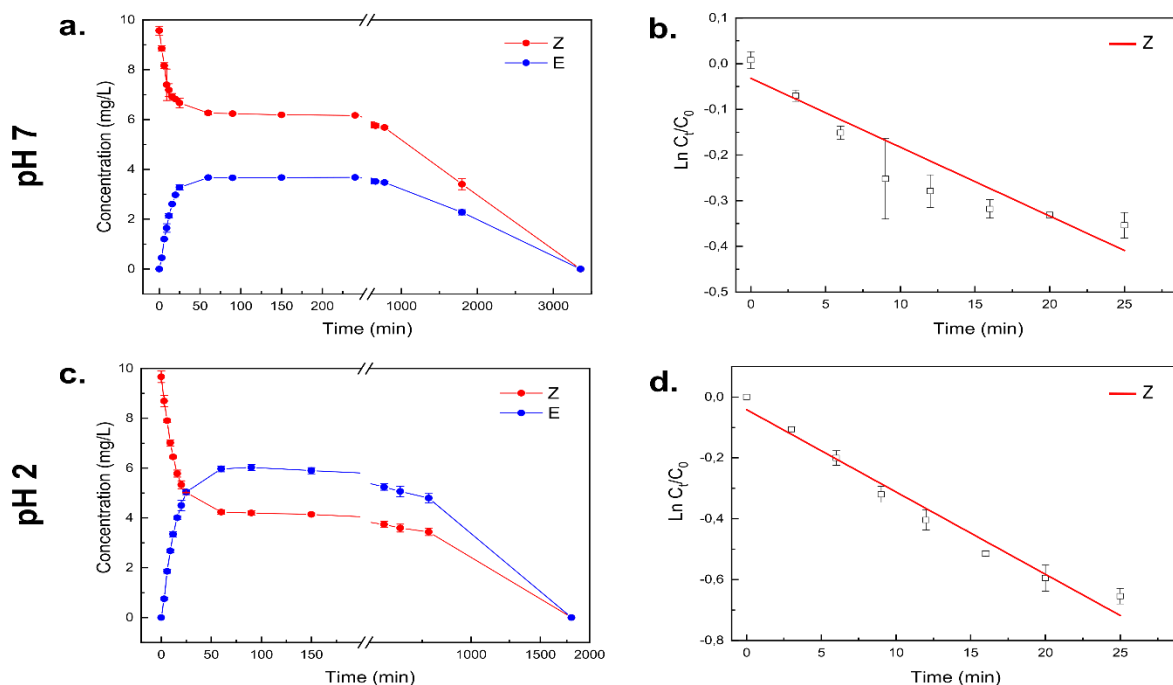 pH 7
a.
Z
E
Concentration (mg/L)
10
8
6
4
2
0
0 50 100 150 200 1000 2000 3000
Time (min)
b.
Z
Ln Ct/C0
0,1
0,0
-0,1
-0,2
-0,3
-0,4
-0,5
0 5 10 15 20 25
Time (min)
pH 2
c.
Z
E
Concentration (mg/L)
10
8
6
4
2
0
0 50 100 150 1000 1500 2000
Time (min)
d.
Z
Ln Ct/C0
0,0
-0,2
-0,4
-0,6
-0,8
0 5 10 15 20 25
Time (min)